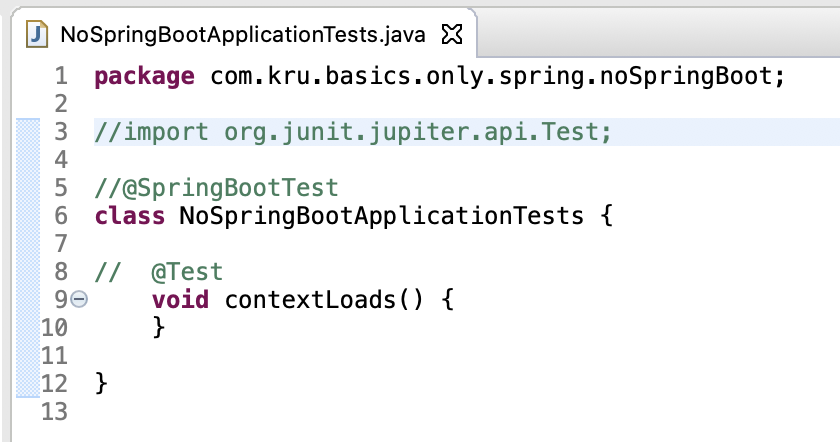 NoSpringBootApplicationTests.java
1 package com.kru.basics.only.spring.noSpringBoot;
2
3 //import org.junit.jupiter.api.Test;
4
5 //@SpringBootTest
6 class NoSpringBootApplicationTests {
7
8 //  @Test
9     void contextLoads() {
10     }
11
12 }
13